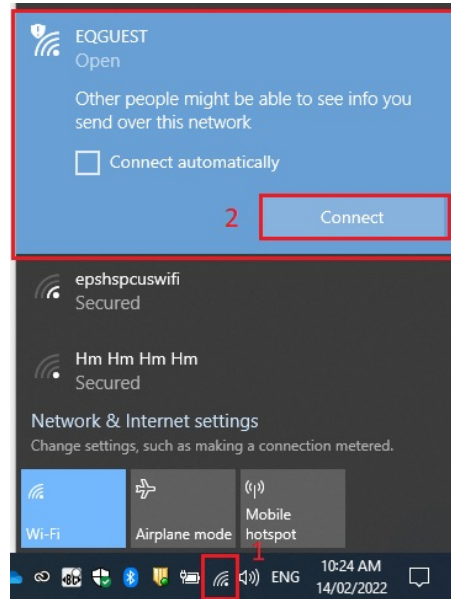 EQGUEST
Open
Other people might be able to see info you
send over this network
Connect automatically
2
Connect
epshspcuswifi
Secured
Hm Hm Hm Hm
Secured
Network & Internet settings
Change settings, such as making a connection metered.
Wi-Fi
Airplane mode
Mobile
hotspot
1
ENG
10:24 AM
14/02/2022